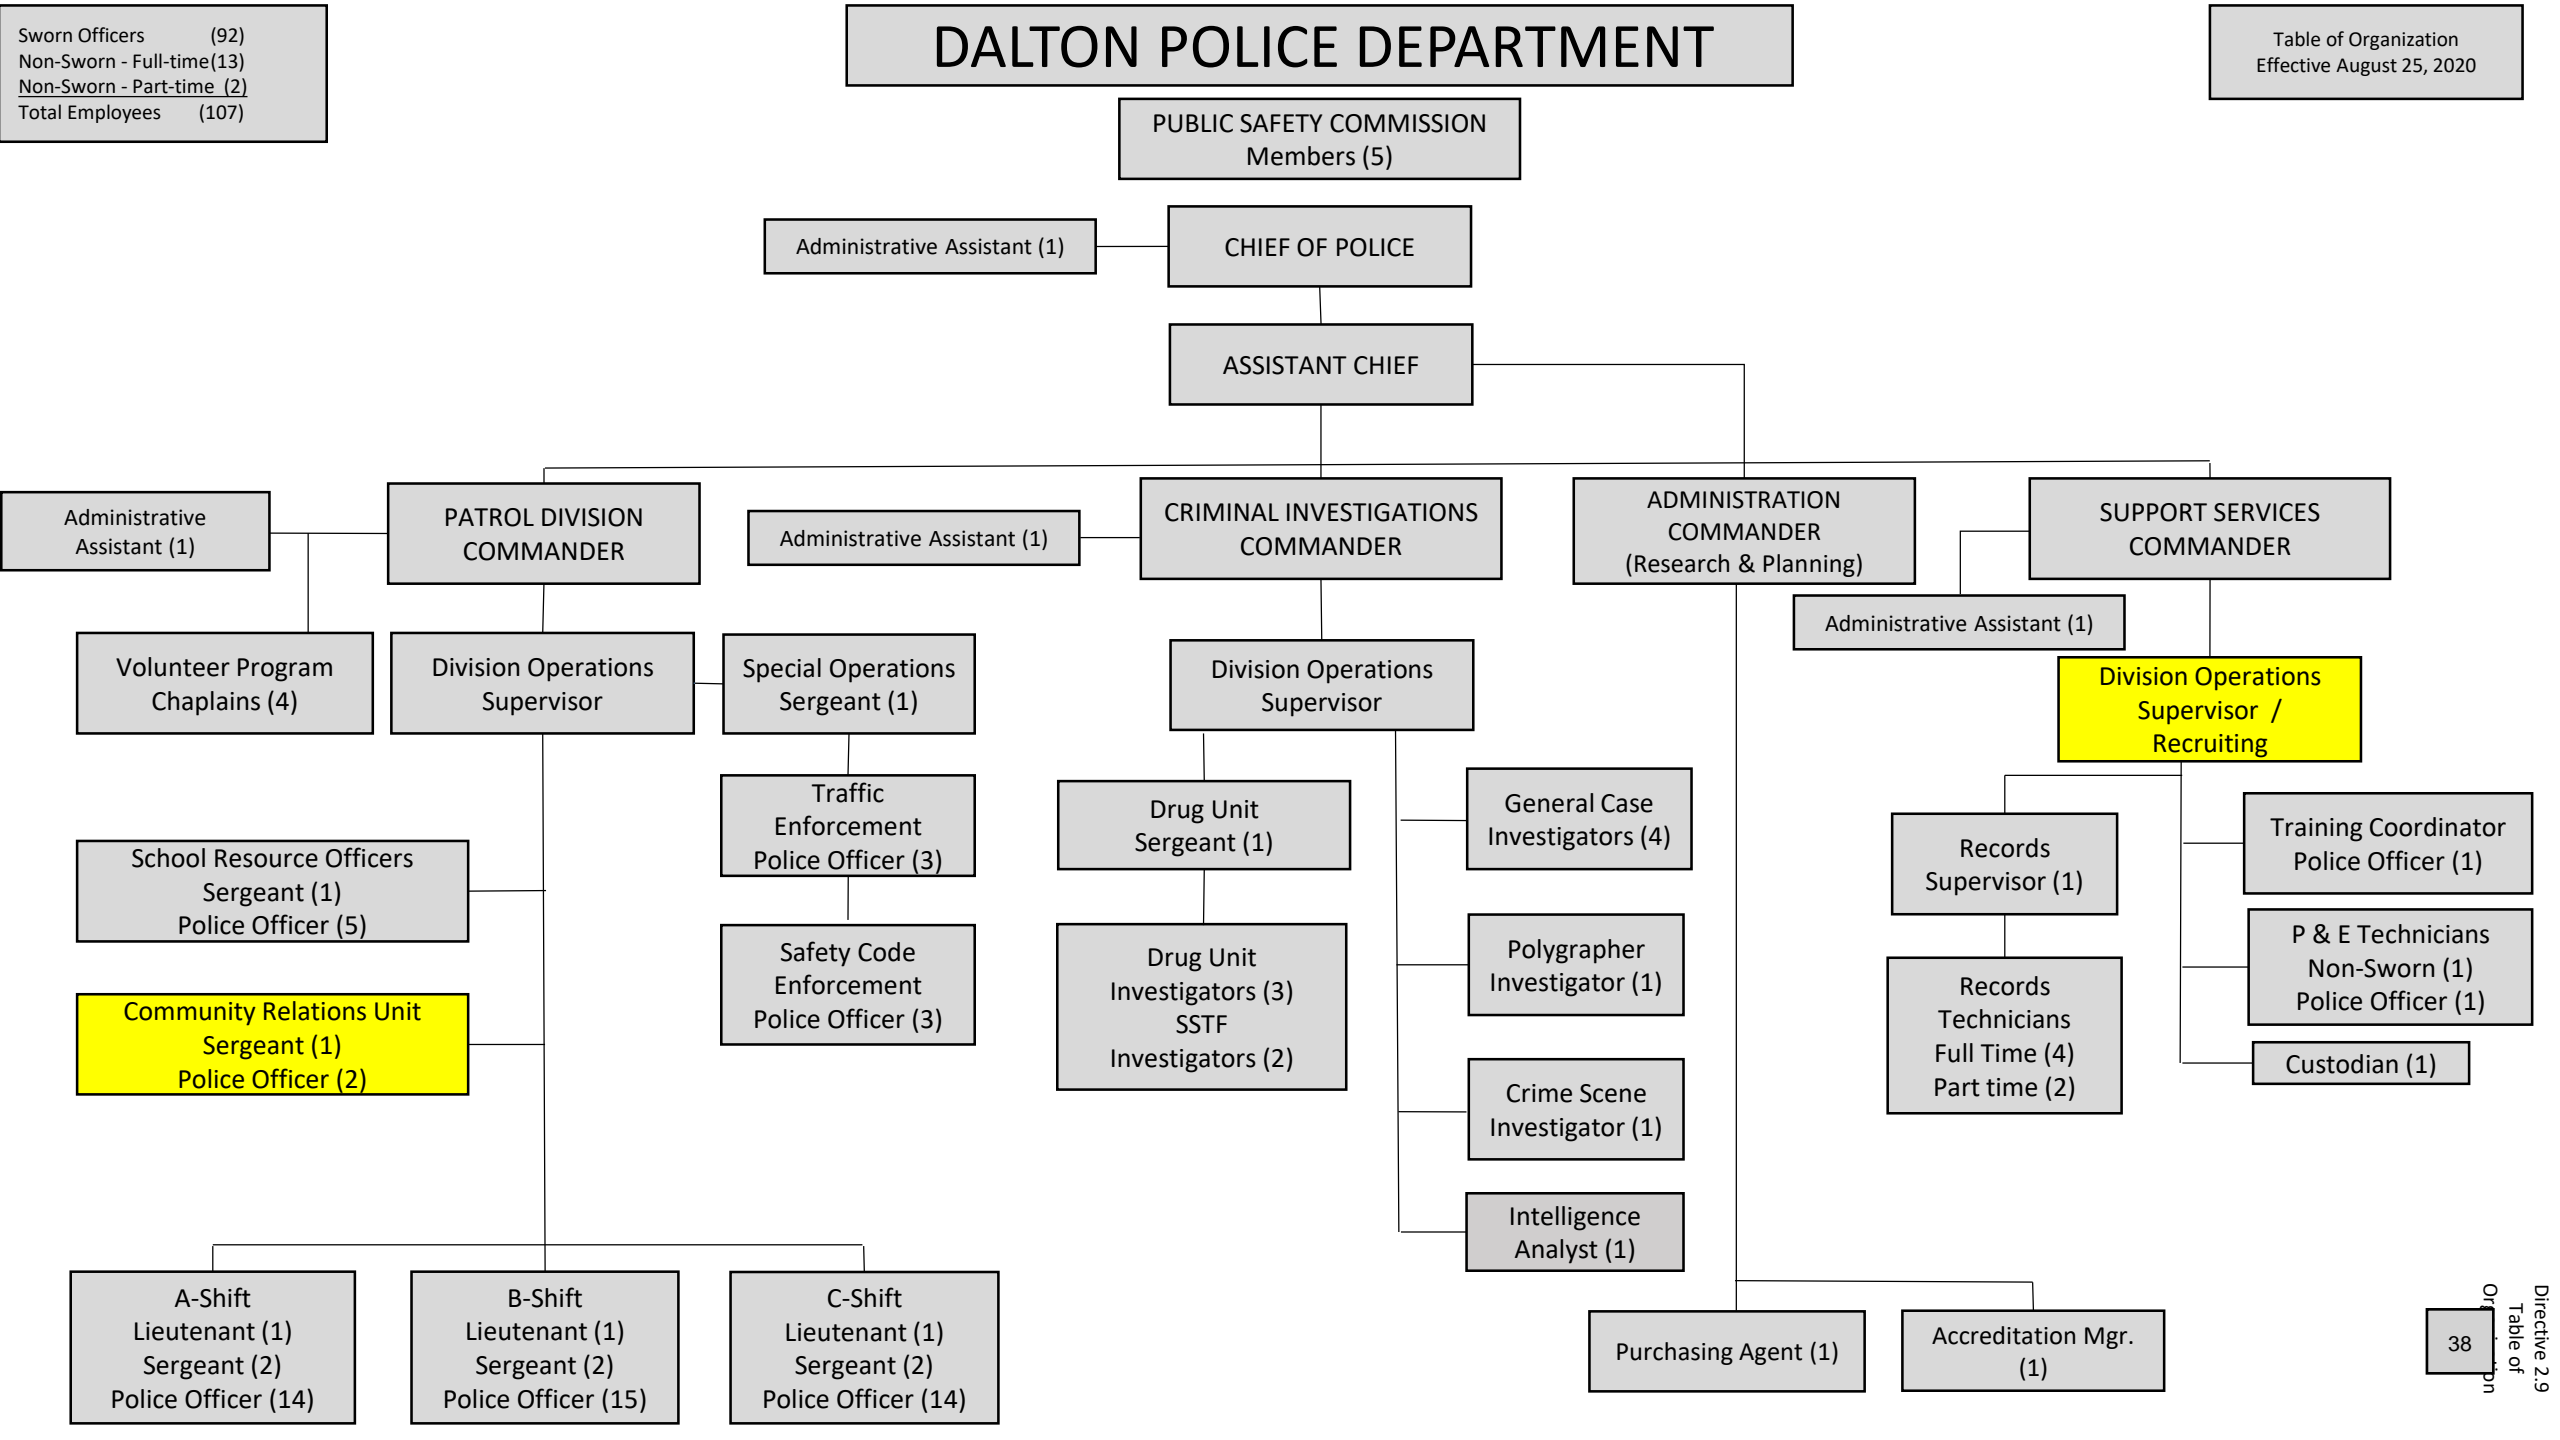 Sworn Officers (92)
Non-Sworn - Full-time(13)
Non-Sworn - Part-time (2)
Total Employees (107)
DALTON POLICE DEPARTMENT
Table of Organization
Effective August 25, 2020
PUBLIC SAFETY COMMISSION
Members (5)
Administrative Assistant (1)
CHIEF OF POLICE
ASSISTANT CHIEF
Administrative
Assistant (1)
PATROL DIVISION
COMMANDER
Administrative Assistant (1)
CRIMINAL INVESTIGATIONS
COMMANDER
ADMINISTRATION
COMMANDER
(Research & Planning)
SUPPORT SERVICES
COMMANDER
Administrative Assistant (1)
Volunteer Program
Chaplains (4)
Division Operations
Supervisor
Special Operations
Sergeant (1)
Division Operations
Supervisor
Division Operations
Supervisor /
Recruiting
Traffic
Enforcement
Police Officer (3)
Drug Unit
Sergeant (1)
General Case
Investigators (4)
Records
Supervisor (1)
Training Coordinator
Police Officer (1)
School Resource Officers
Sergeant (1)
Police Officer (5)
Safety Code
Enforcement
Police Officer (3)
Drug Unit
Investigators (3)
SSTF
Investigators (2)
Polygrapher
Investigator (1)
Records
Technicians
Full Time (4)
Part time (2)
P & E Technicians
Non-Sworn (1)
Police Officer (1)
Community Relations Unit
Sergeant (1)
Police Officer (2)
Crime Scene
Investigator (1)
Custodian (1)
Intelligence
Analyst (1)
A-Shift
Lieutenant (1)
Sergeant (2)
Police Officer (14)
B-Shift
Lieutenant (1)
Sergeant (2)
Police Officer (15)
C-Shift
Lieutenant (1)
Sergeant (2)
Police Officer (14)
Purchasing Agent (1)
Accreditation Mgr.
(1)
38
Directive 2.9
Table of